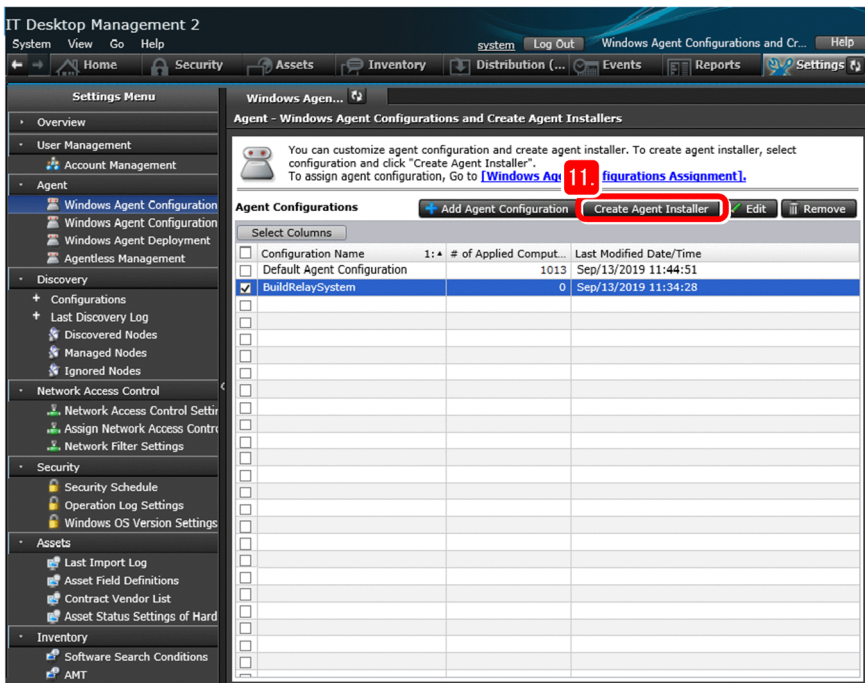 IT Desktop Management 2
System View Go Help
system Log Out Windows Agent Configurations and Cr... Help
Home Security Assets Inventory Distribution (... Events Reports Settings
Settings Menu
Overview
User Management
Account Management
Agent
Windows Agent Configuration
Windows Agent Configuration
Windows Agent Deployment
Agentless Management
Discovery
Configurations
Last Discovery Log
Discovered Nodes
Managed Nodes
Ignored Nodes
Network Access Control
Network Access Control Settin
Assign Network Access Contro
Network Filter Settings
Security
Security Schedule
Operation Log Settings
Windows OS Version Settings
Assets
Last Import Log
Asset Field Definitions
Contract Vendor List
Asset Status Settings of Hard
Inventory
Software Search Conditions
AMT
Windows Agen...
Agent - Windows Agent Configurations and Create Agent Installers
You can customize agent configuration and create agent installer. To create agent installer, select
configuration and click "Create Agent Installer".
To assign agent configuration, Go to [Windows Age figurations Assignment].
11.
Agent Configurations
Add Agent Configuration Create Agent Installer Edit Remove
Select Columns
Configuration Name 1: # of Applied Comput... Last Modified Date/Time
Default Agent Configuration 1013 Sep/13/2019 11:44:51
BuildRelaySystem 0 Sep/13/2019 11:34:28